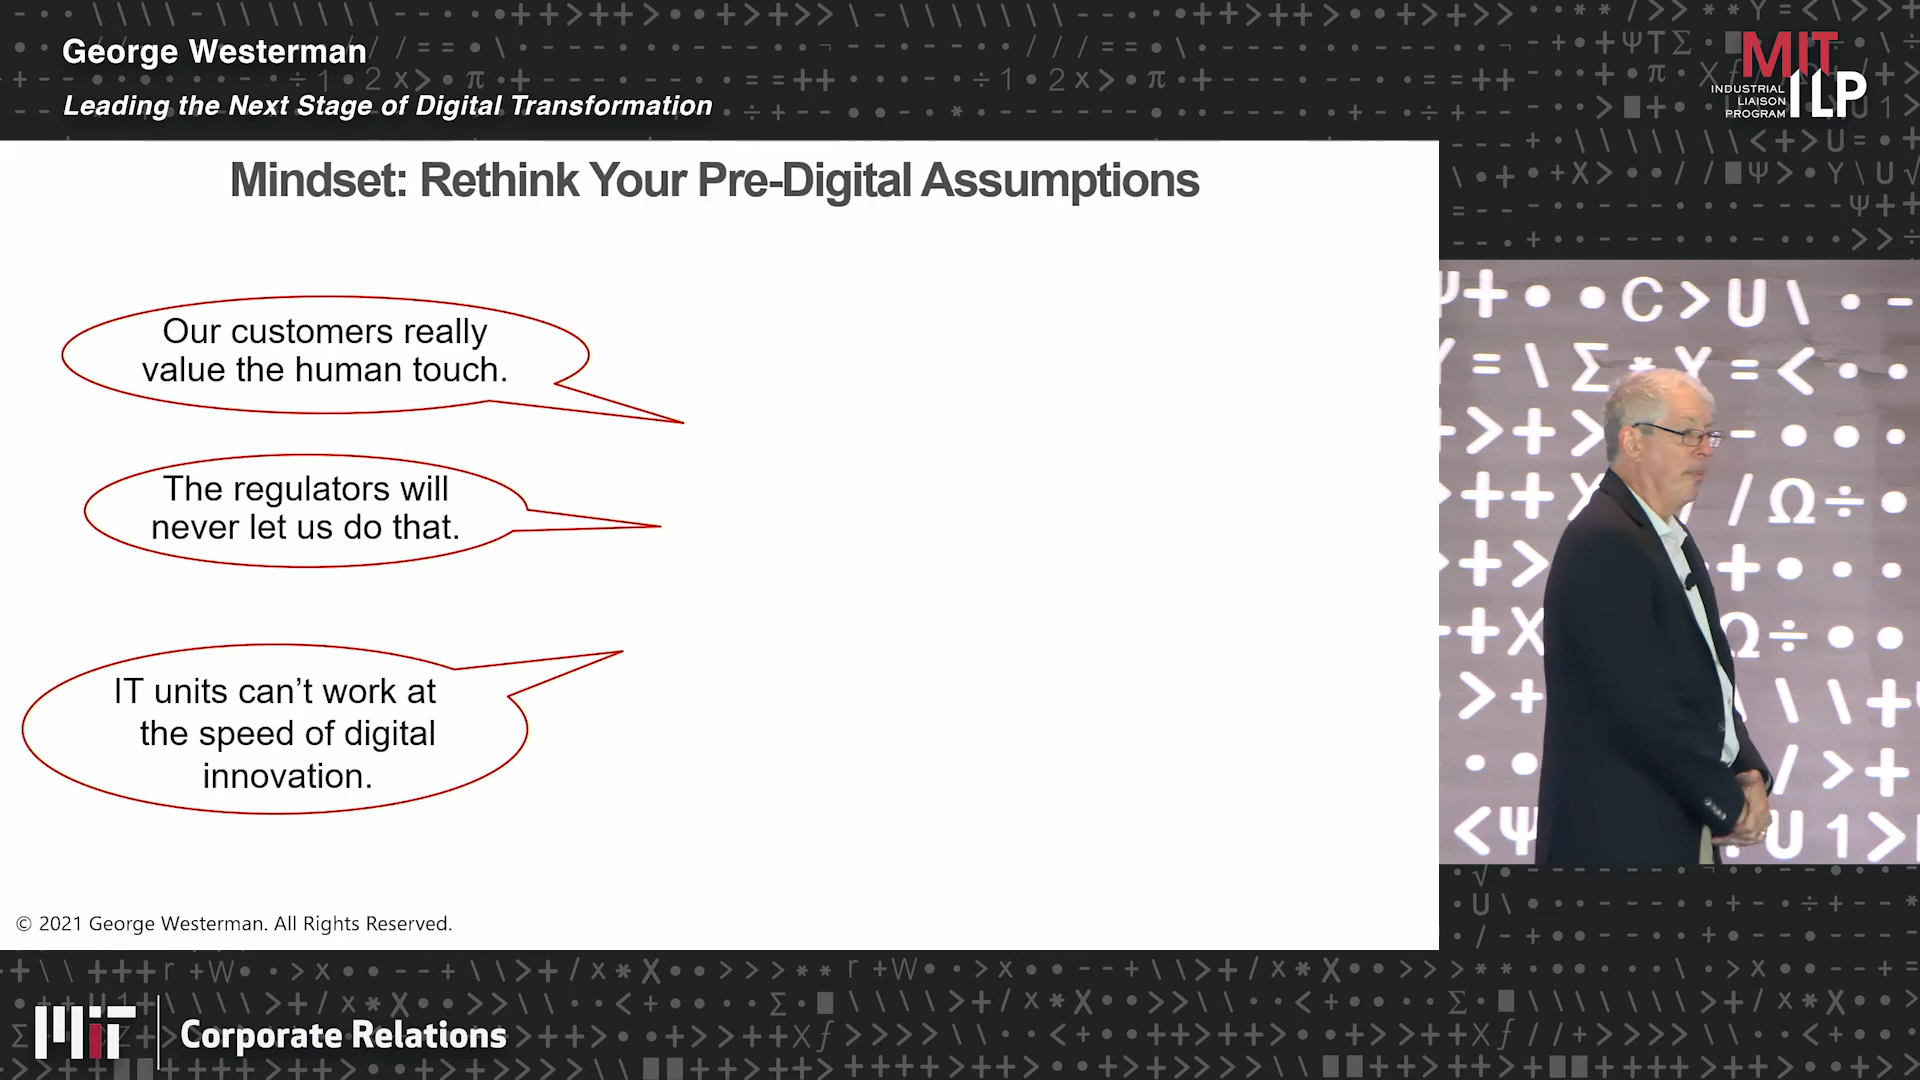 George Westerman
Leading the Next Stage of Digital Transformation
MIT
ILP
INDUSTRIAL
LIAISON
PROGRAM
Mindset: Rethink Your Pre-Digital Assumptions
Our customers really
value the human touch.
The regulators will
never let us do that.
IT units can’t work at
the speed of digital
innovation.
© 2021 George Westerman. All Rights Reserved.
MIT
Corporate Relations